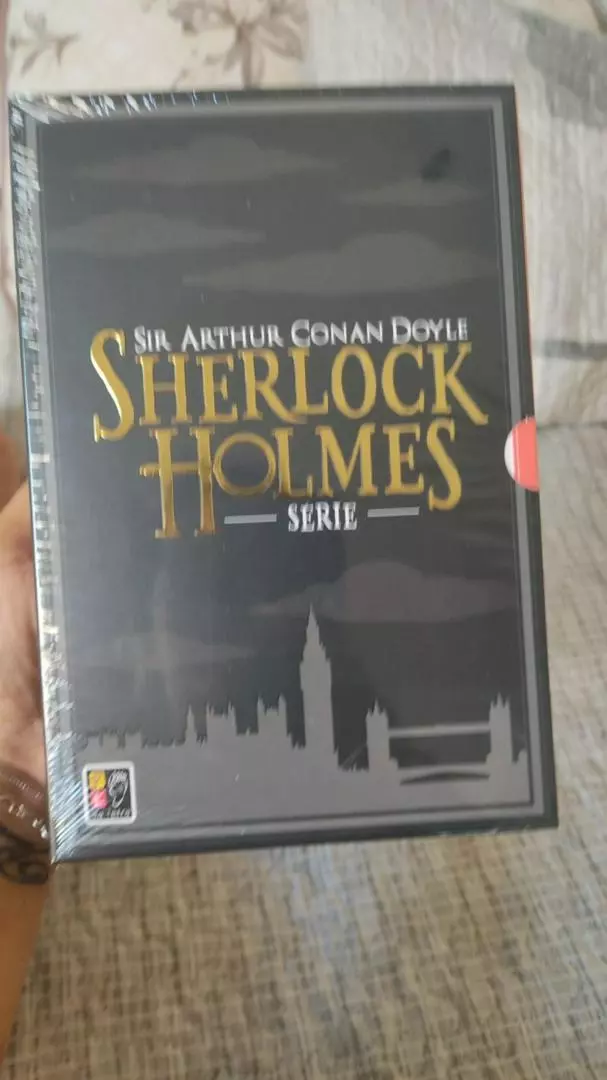 SIR ARTHUR CONAN DOYLE
SHERLOCK
HOLMES
SERIE